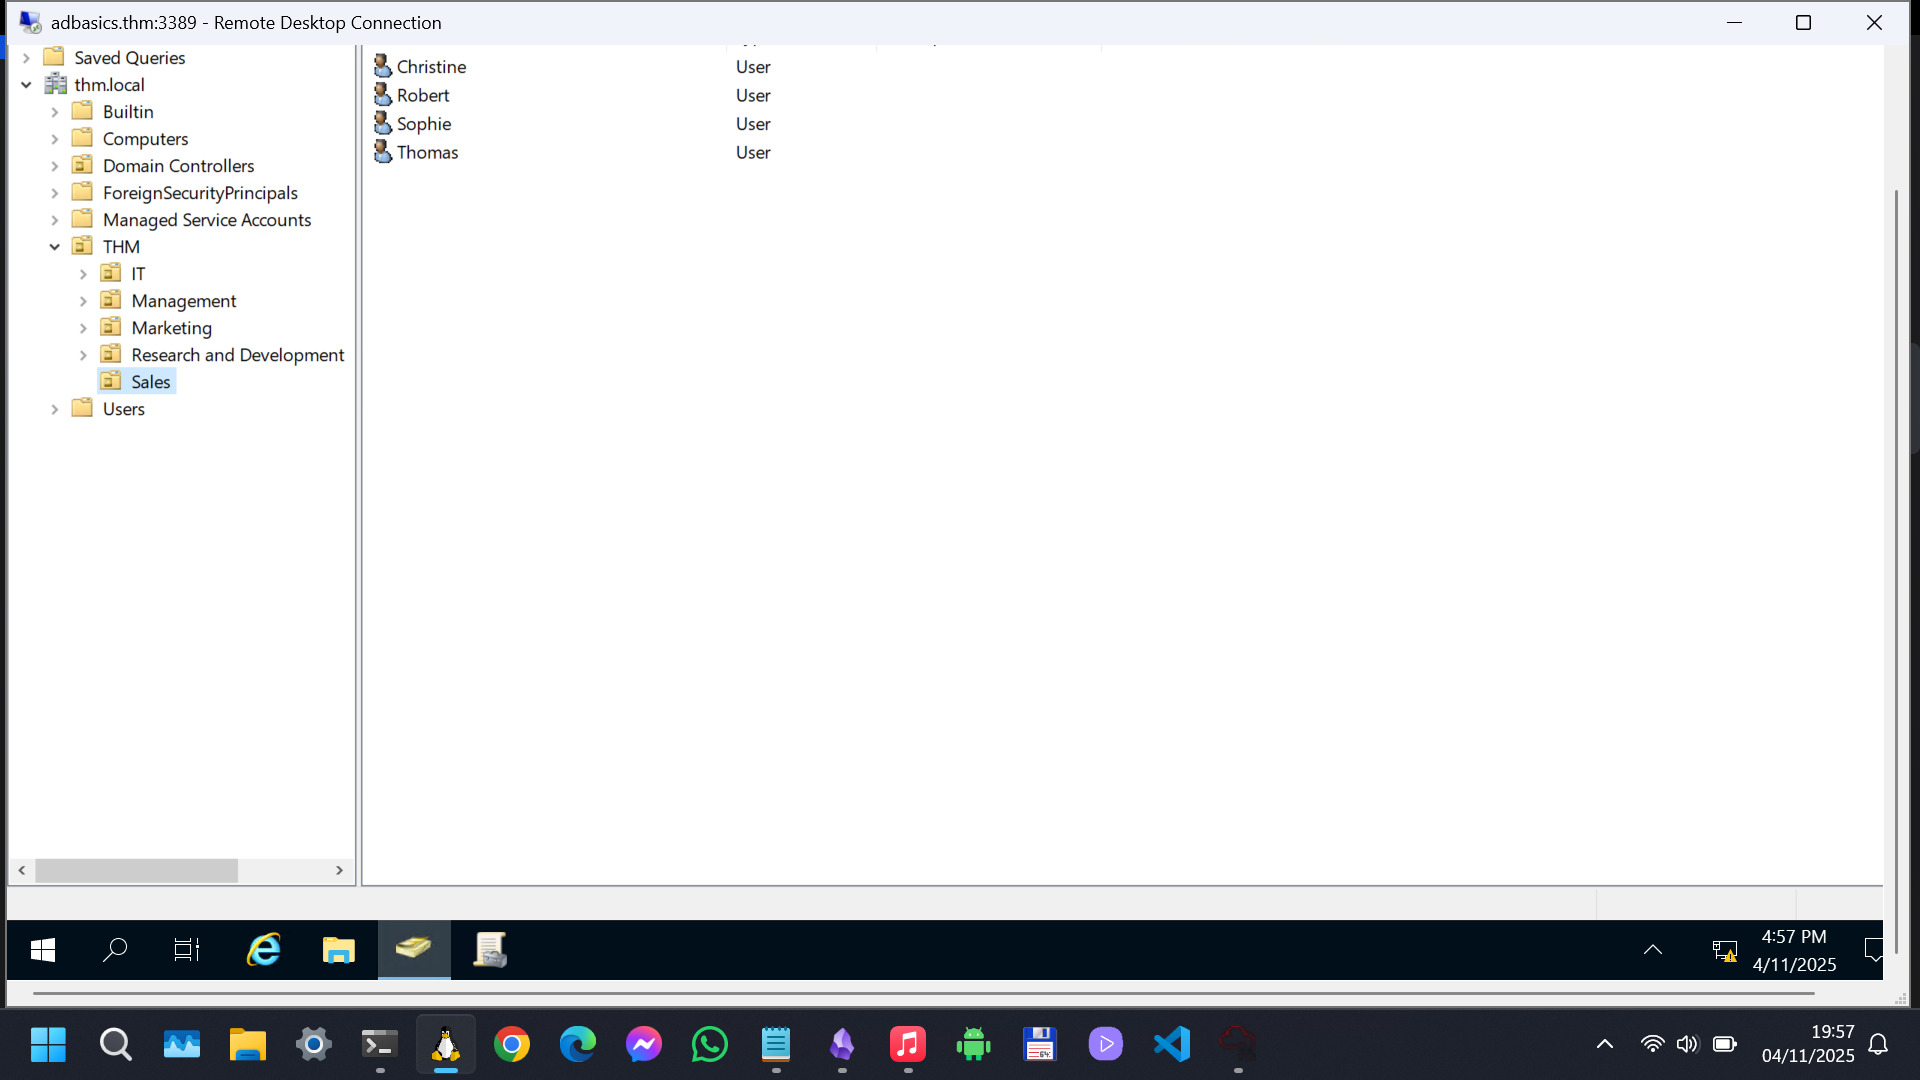 adbasics.thm:3389 - Remote Desktop Connection
Saved Queries
thm.local
Builtin
Computers
Domain Controllers
ForeignSecurityPrincipals
Managed Service Accounts
THM
IT
Management
Marketing
Research and Development
Sales
Users
Christine User
Robert User
Sophie User
Thomas User
4:57 PM
4/11/2025
64
19:57
04/11/2025